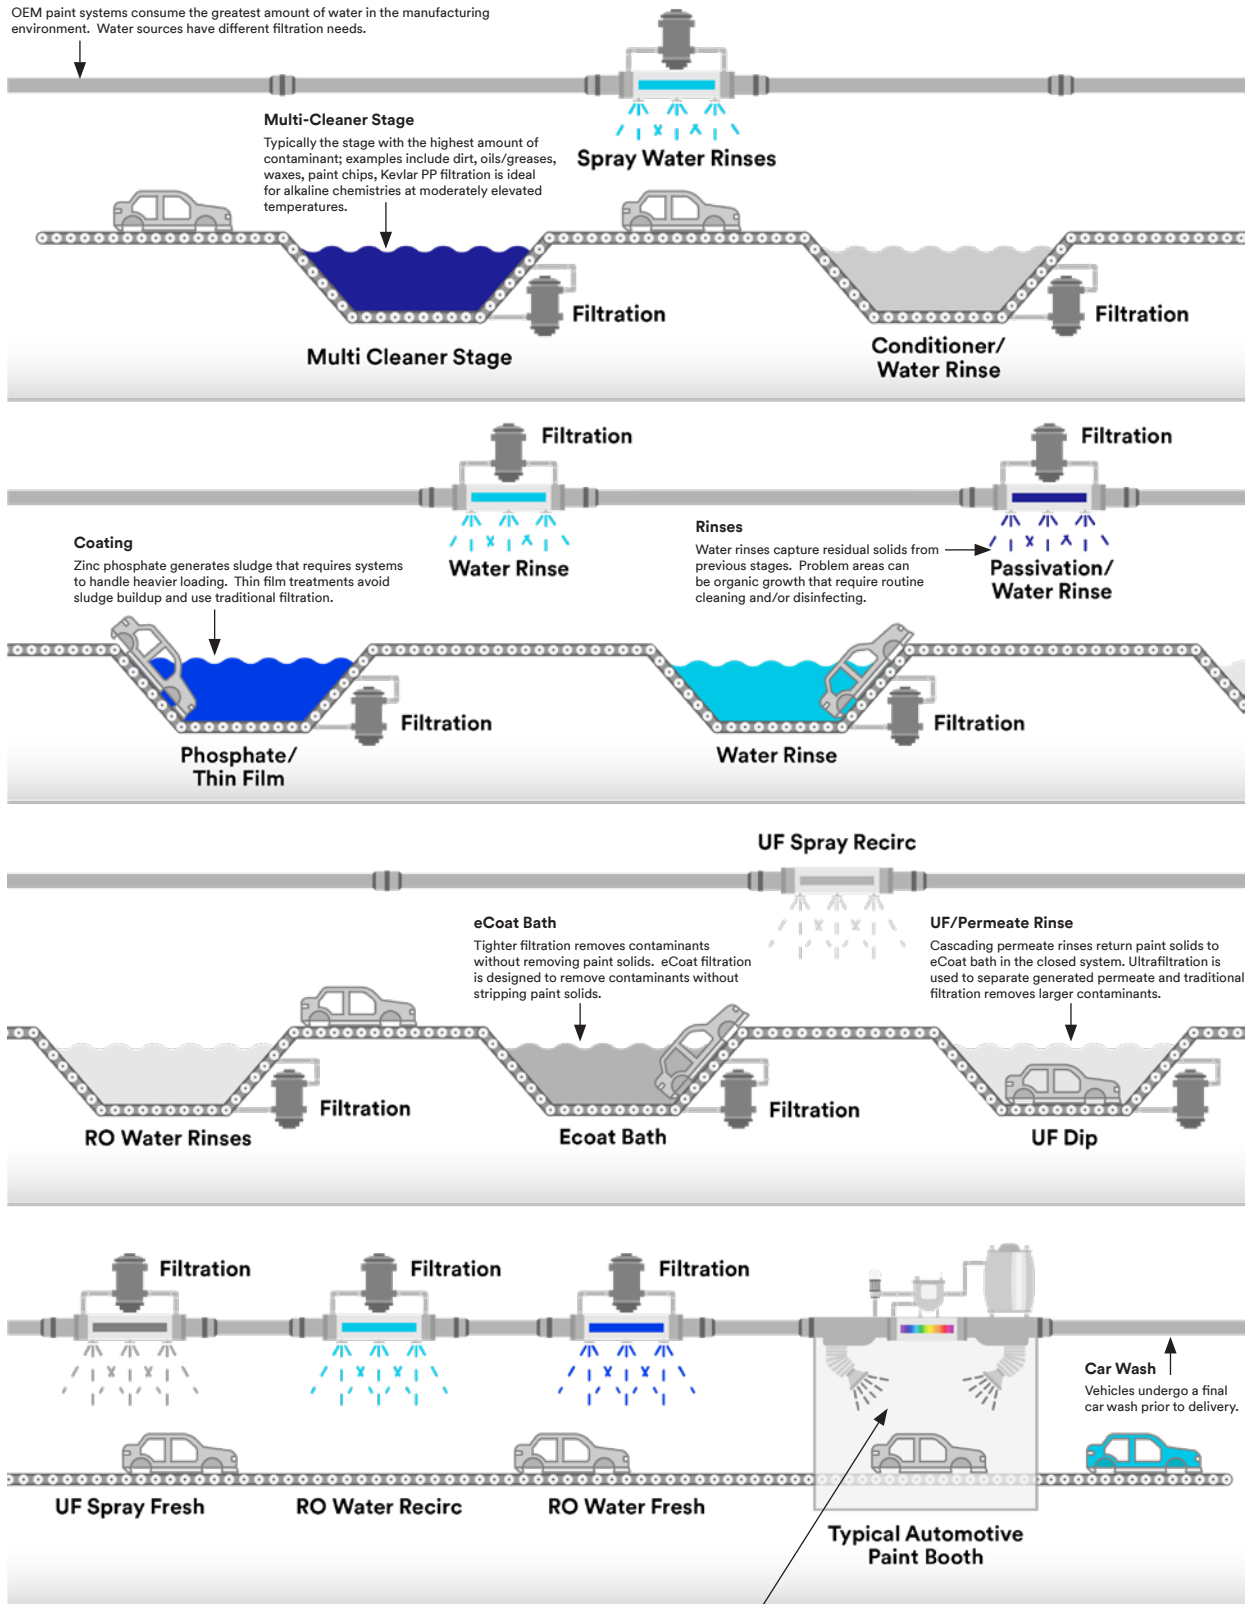 OEM paint systems consume the greatest amount of water in the manufacturing
environment.  Water sources have different filtration needs.
Spray Water Rinses
Multi-Cleaner Stage
Typically the stage with the highest amount of
contaminant; examples include dirt, oils/greases,
waxes, paint chips, Kevlar PP filtration is ideal
for alkaline chemistries at moderately elevated
temperatures.
Filtration
Multi Cleaner Stage
Filtration
Conditioner/
Water Rinse
Filtration
Water Rinse
Filtration
Passivation/
Water Rinse
Coating
Zinc phosphate generates sludge that requires systems
to handle heavier loading.  Thin film treatments avoid
sludge buildup and use traditional filtration.
Rinses
Water rinses capture residual solids from
previous stages.  Problem areas can
be organic growth that require routine
cleaning and/or disinfecting.
Filtration
Phosphate/
Thin Film
Filtration
Water Rinse
UF Spray Recirc
eCoat Bath
Tighter filtration removes contaminants
without removing paint solids.  eCoat filtration
is designed to remove contaminants without
stripping paint solids.
UF/Permeate Rinse
Cascading permeate rinses return paint solids to
eCoat bath in the closed system. Ultrafiltration is
used to separate generated permeate and traditional
filtration removes larger contaminants.
Filtration
RO Water Rinses
Filtration
Ecoat Bath
UF Dip
Filtration
Filtration
Filtration
Car Wash
Vehicles undergo a final
car wash prior to delivery.
UF Spray Fresh
RO Water Recirc
RO Water Fresh
Typical Automotive
Paint Booth